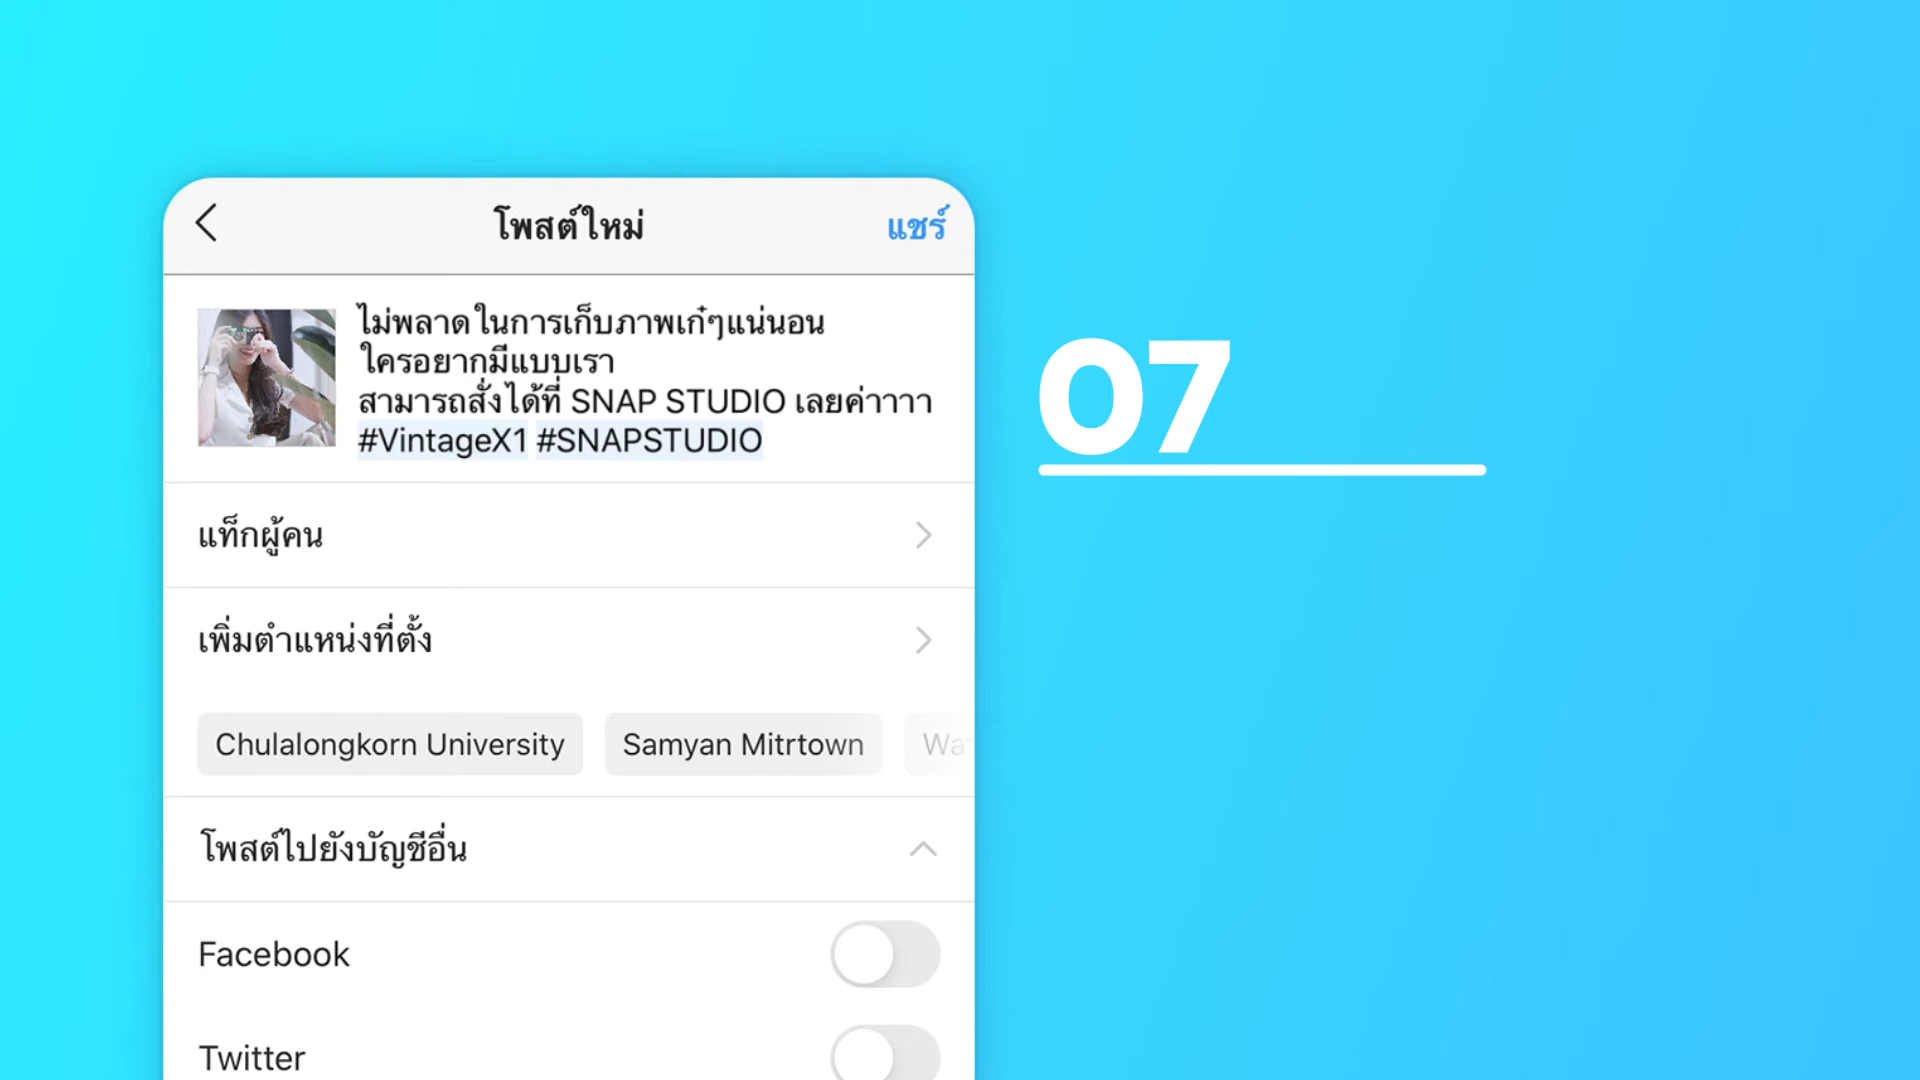 โพสต์ใหม่
แชร์
ไม่พลาดในการเก็บภาพเก๋ๆแน่นอน
ใครอยากมีแบบเรา
สามารถสั่งได้ที่ SNAP STUDIO เลยค่าาาา
#VintageX1 #SNAPSTUDIO
07
แท็กผู้คน
เพิ่มตำแหน่งที่ตั้ง
Chulalongkorn University
Samyan Mitrtown
โพสต์ไปยังบัญชีอื่น
Facebook
Twitter